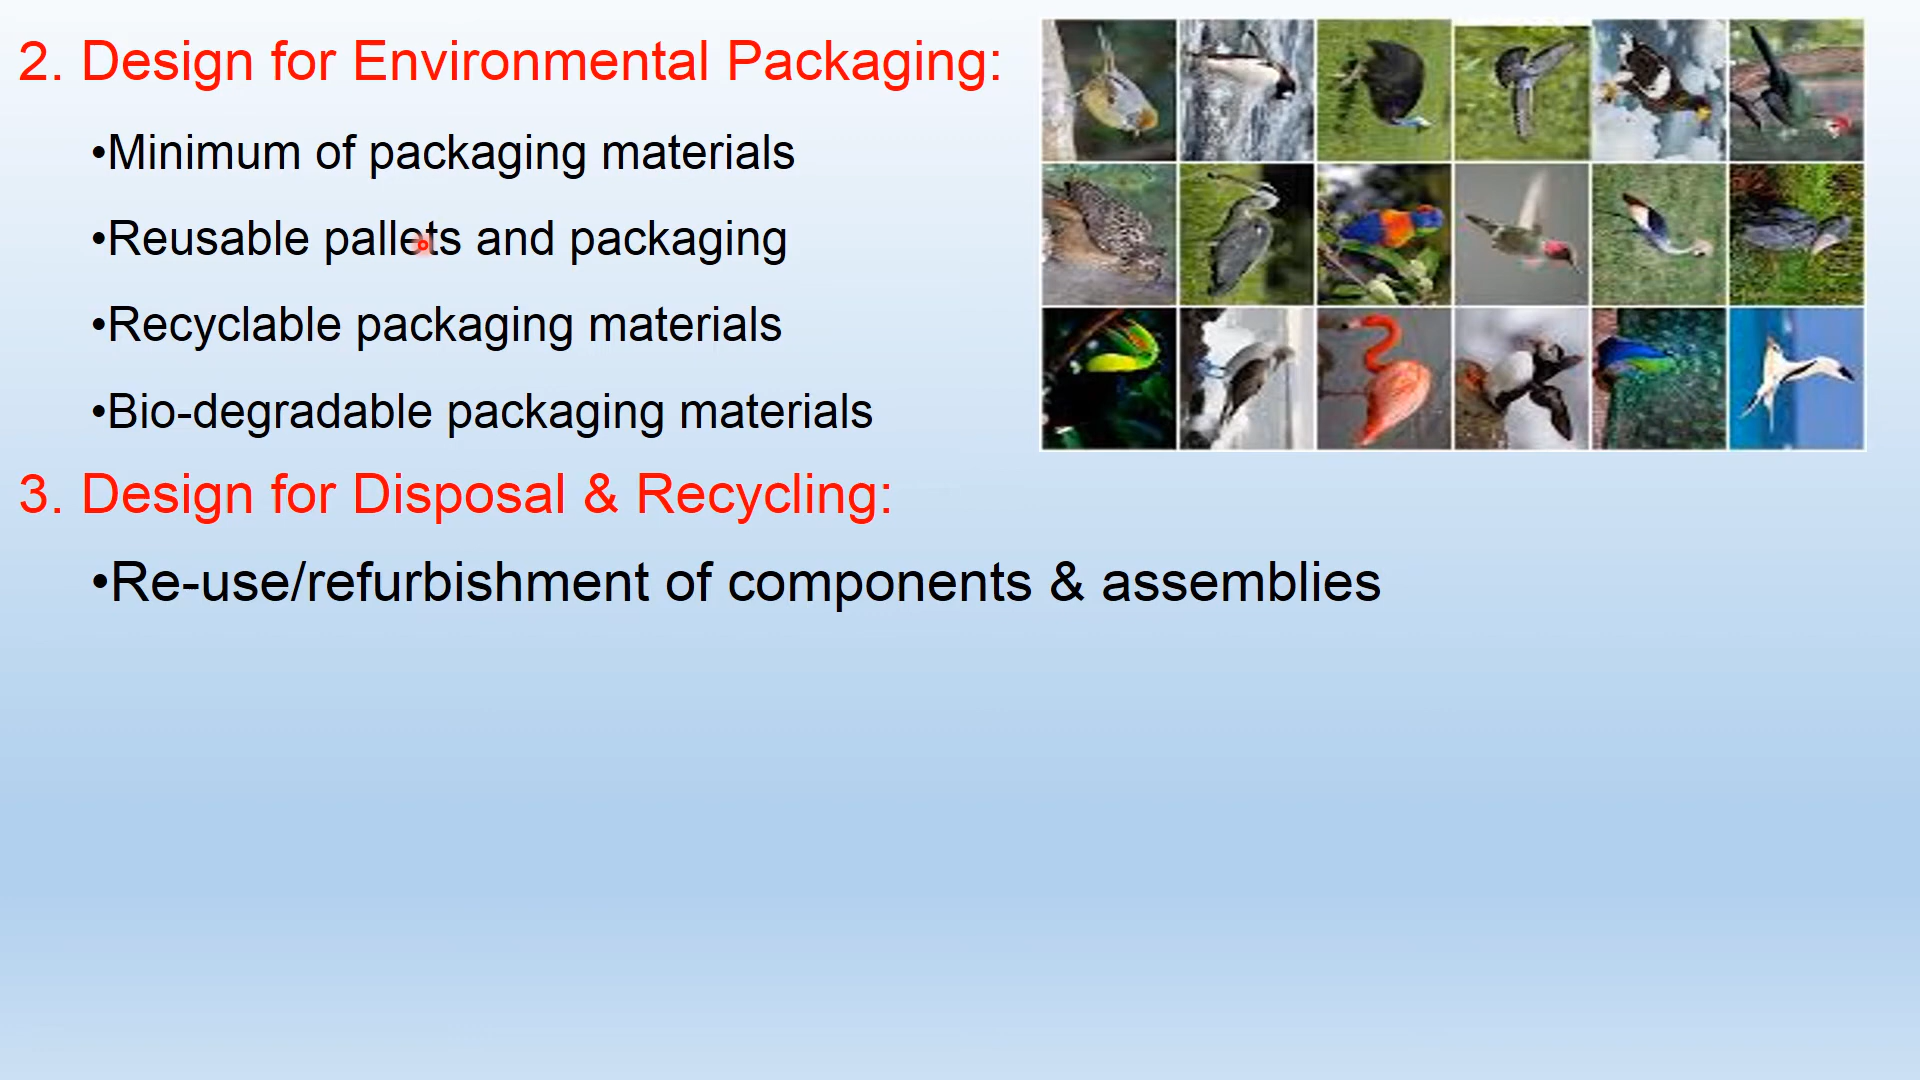 2. Design for Environmental Packaging:
•Minimum of packaging materials
•Reusable pallets and packaging
•Recyclable packaging materials
•Bio-degradable packaging materials
3. Design for Disposal & Recycling:
•Re-use/refurbishment of components & assemblies